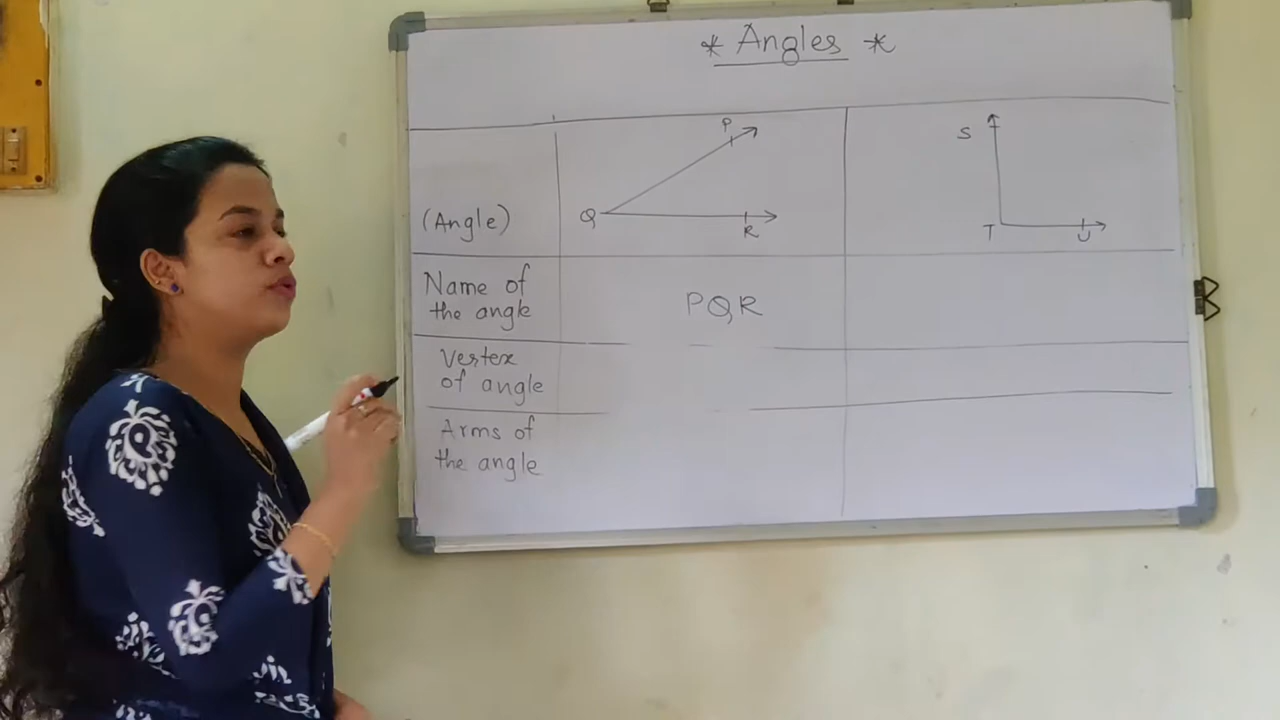 * Angles *
P
S
(Angle)
Q
R
T
U
Name of
the angle
PQR
Vertex
of angle
Arms of
the angle